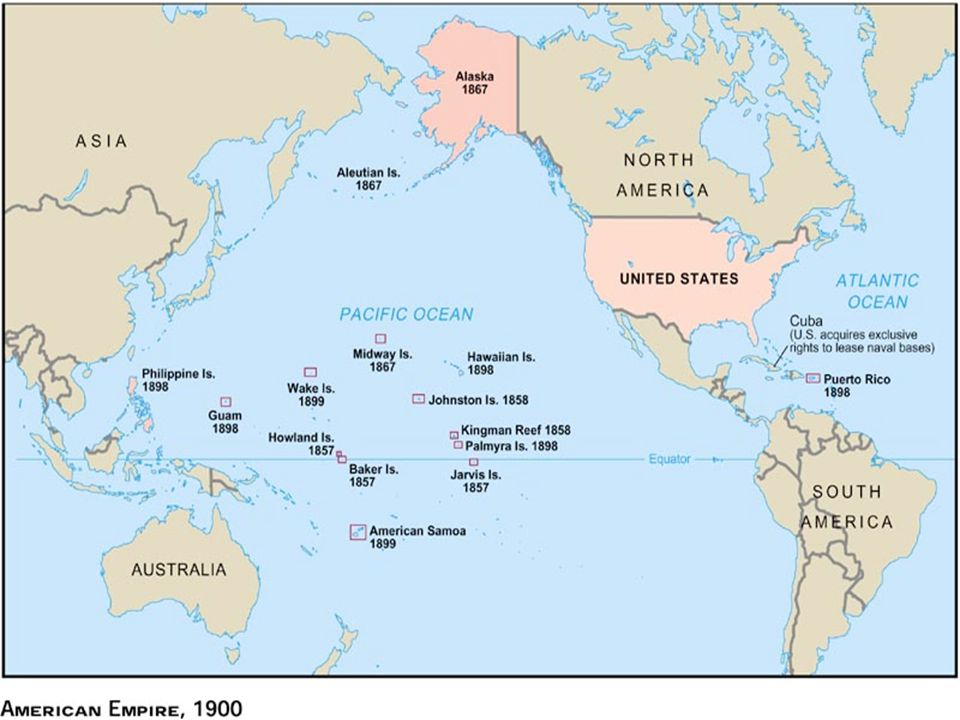 Alaska
1867
ASIA
NORTH
AMERICA
Aleutian Is.
1867
UNITED STATES
ATLANTIC
OCEAN
PACIFIC OCEAN
Cuba
(U.S. acquires exclusive
rights to lease naval bases)
Midway Is.
1867
Hawaiian Is.
1898
Philippine Is.
1898
Wake Is.
1899
Puerto Rico
1898
Johnston Is. 1858
Guam
1898
Kingman Reef 1858
Howland Is.
1857
Palmyra Is. 1898
Equator
Baker Is.
1857
Jarvis Is.
1857
SOUTH
AMERICA
American Samoa
1899
AUSTRALIA
American Empire, 1900